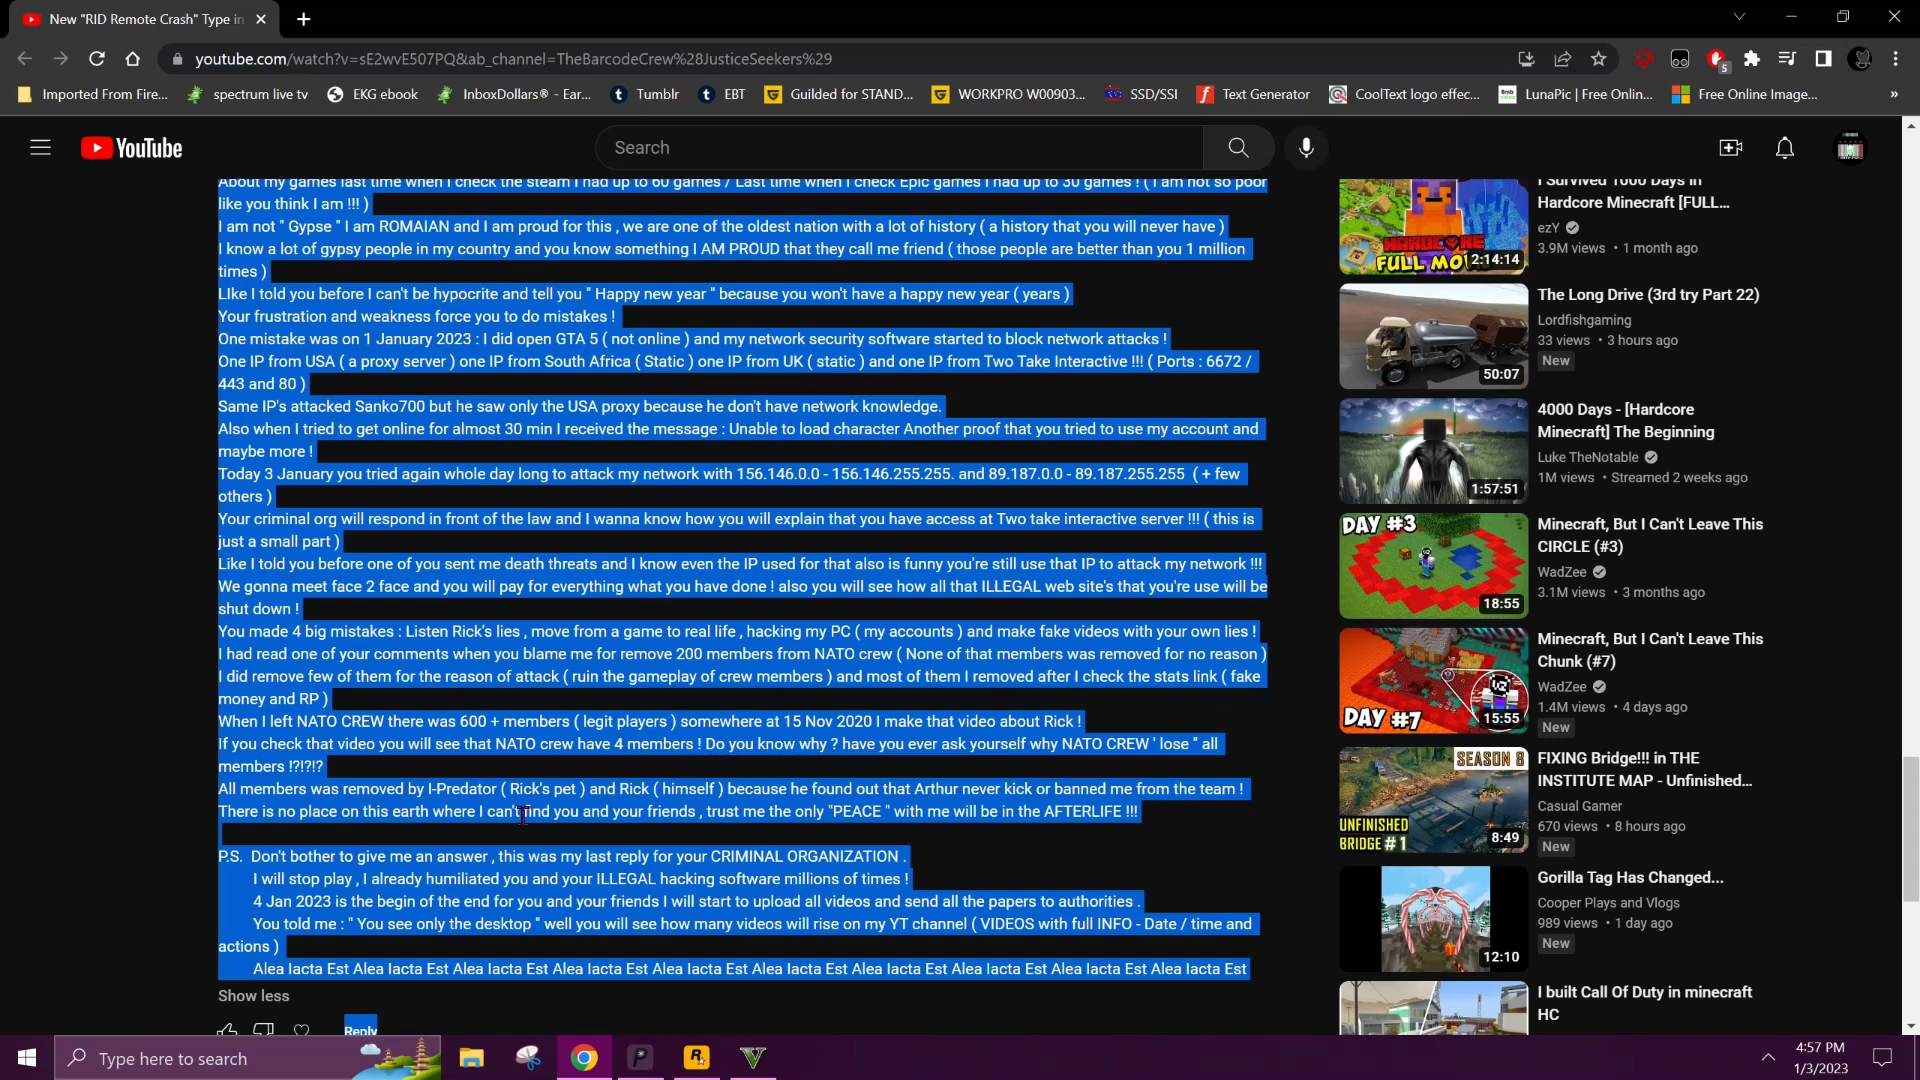 New "RID Remote Crash" Type in
youtube.com/watch?v=sE2wvE507PQ&ab_channel=TheBarcodeCrew%28JusticeSeekers%29
5
Imported From Fire...
spectrum live tv
EKG ebook
InboxDollars® - Ear...
Tumblr
EBT
Guilded for STAND...
WORKPRO W00903...
SSD/SSI
Text Generator
CoolText logo effec...
LunaPic | Free Onlin...
Free Online Image...
»
YouTube
Search
About my games last time when I check the steam I had up to 60 games / Last time when I check Epic games I had up to 30 games ! ( I am not so poor
like you think I am !!! )
I am not " Gypse " I am ROMAIAN and I am proud for this , we are one of the oldest nation with a lot of history ( a history that you will never have )
I know a lot of gypsy people in my country and you know something I AM PROUD that they call me friend ( those people are better than you 1 million
times )
LIke I told you before I can't be hypocrite and tell you " Happy new year " because you won't have a happy new year ( years )
Your frustration and weakness force you to do mistakes !
One mistake was on 1 January 2023 : I did open GTA 5 ( not online ) and my network security software started to block network attacks !
One IP from USA ( a proxy server ) one IP from South Africa ( Static ) one IP from UK ( static ) and one IP from Two Take Interactive !!! ( Ports : 6672 /
443 and 80 )
Same IP's attacked Sanko700 but he saw only the USA proxy because he don't have network knowledge.
Also when I tried to get online for almost 30 min I received the message : Unable to load character Another proof that you tried to use my account and
maybe more !
Today 3 January you tried again whole day long to attack my network with 156.146.0.0 - 156.146.255.255. and 89.187.0.0 - 89.187.255.255 ( + few
others )
Your criminal org will respond in front of the law and I wanna know how you will explain that you have access at Two take interactive server !!! ( this is
just a small part )
Like I told you before one of you sent me death threats and I know even the IP used for that also is funny you're still use that IP to attack my network !!!
We gonna meet face 2 face and you will pay for everything what you have done ! also you will see how all that ILLEGAL web site's that you're use will be
shut down !
You made 4 big mistakes : Listen Rick's lies , move from a game to real life , hacking my PC ( my accounts ) and make fake videos with your own lies !
I had read one of your comments when you blame me for remove 200 members from NATO crew ( None of that members was removed for no reason )
I did remove few of them for the reason of attack ( ruin the gameplay of crew members ) and most of them I removed after I check the stats link ( fake
money and RP )
When I left NATO CREW there was 600 + members ( legit players ) somewhere at 15 Nov 2020 I make that video about Rick !
If you check that video you will see that NATO crew have 4 members ! Do you know why ? have you ever ask yourself why NATO CREW ' lose " all
members !?!?!?
All members was removed by I-Predator ( Rick's pet ) and Rick ( himself ) because he found out that Arthur never kick or banned me from the team !
There is no place on this earth where I can't find you and your friends , trust me the only "PEACE " with me will be in the AFTERLIFE !!!
P.S. Don't bother to give me an answer , this was my last reply for your CRIMINAL ORGANIZATION .
I will stop play , I already humiliated you and your ILLEGAL hacking software millions of times !
4 Jan 2023 is the begin of the end for you and your friends I will start to upload all videos and send all the papers to authorities .
You told me : " You see only the desktop " well you will see how many videos will rise on my YT channel ( VIDEOS with full INFO - Date / time and
actions )
Alea Iacta Est Alea Iacta Est Alea Iacta Est Alea Iacta Est Alea Iacta Est Alea Iacta Est Alea Iacta Est Alea Iacta Est Alea Iacta Est Alea Iacta Est
Show less
Reply
I Survived 1000 Days in
Hardcore Minecraft [FULL...
ezY
3.9M views • 1 month ago
HARDCORE
FULL MO
2:14:14
The Long Drive (3rd try Part 22)
Lordfishgaming
33 views • 3 hours ago
New
50:07
4000 Days - [Hardcore
Minecraft] The Beginning
Luke TheNotable
1M views • Streamed 2 weeks ago
1:57:51
DAY #3
Minecraft, But I Can't Leave This
CIRCLE (#3)
WadZee
3.1M views • 3 months ago
18:55
Minecraft, But I Can't Leave This
Chunk (#7)
WadZee
1.4M views • 4 days ago
New
DAY #7
15:55
SEASON 8
FIXING Bridge!!! in THE
INSTITUTE MAP - Unfinished...
Casual Gamer
670 views • 8 hours ago
New
UNFINISHED
BRIDGE #1
8:49
Gorilla Tag Has Changed...
Cooper Plays and Vlogs
989 views • 1 day ago
New
12:10
I built Call Of Duty in minecraft
HC
Type here to search
4:57 PM
1/3/2023